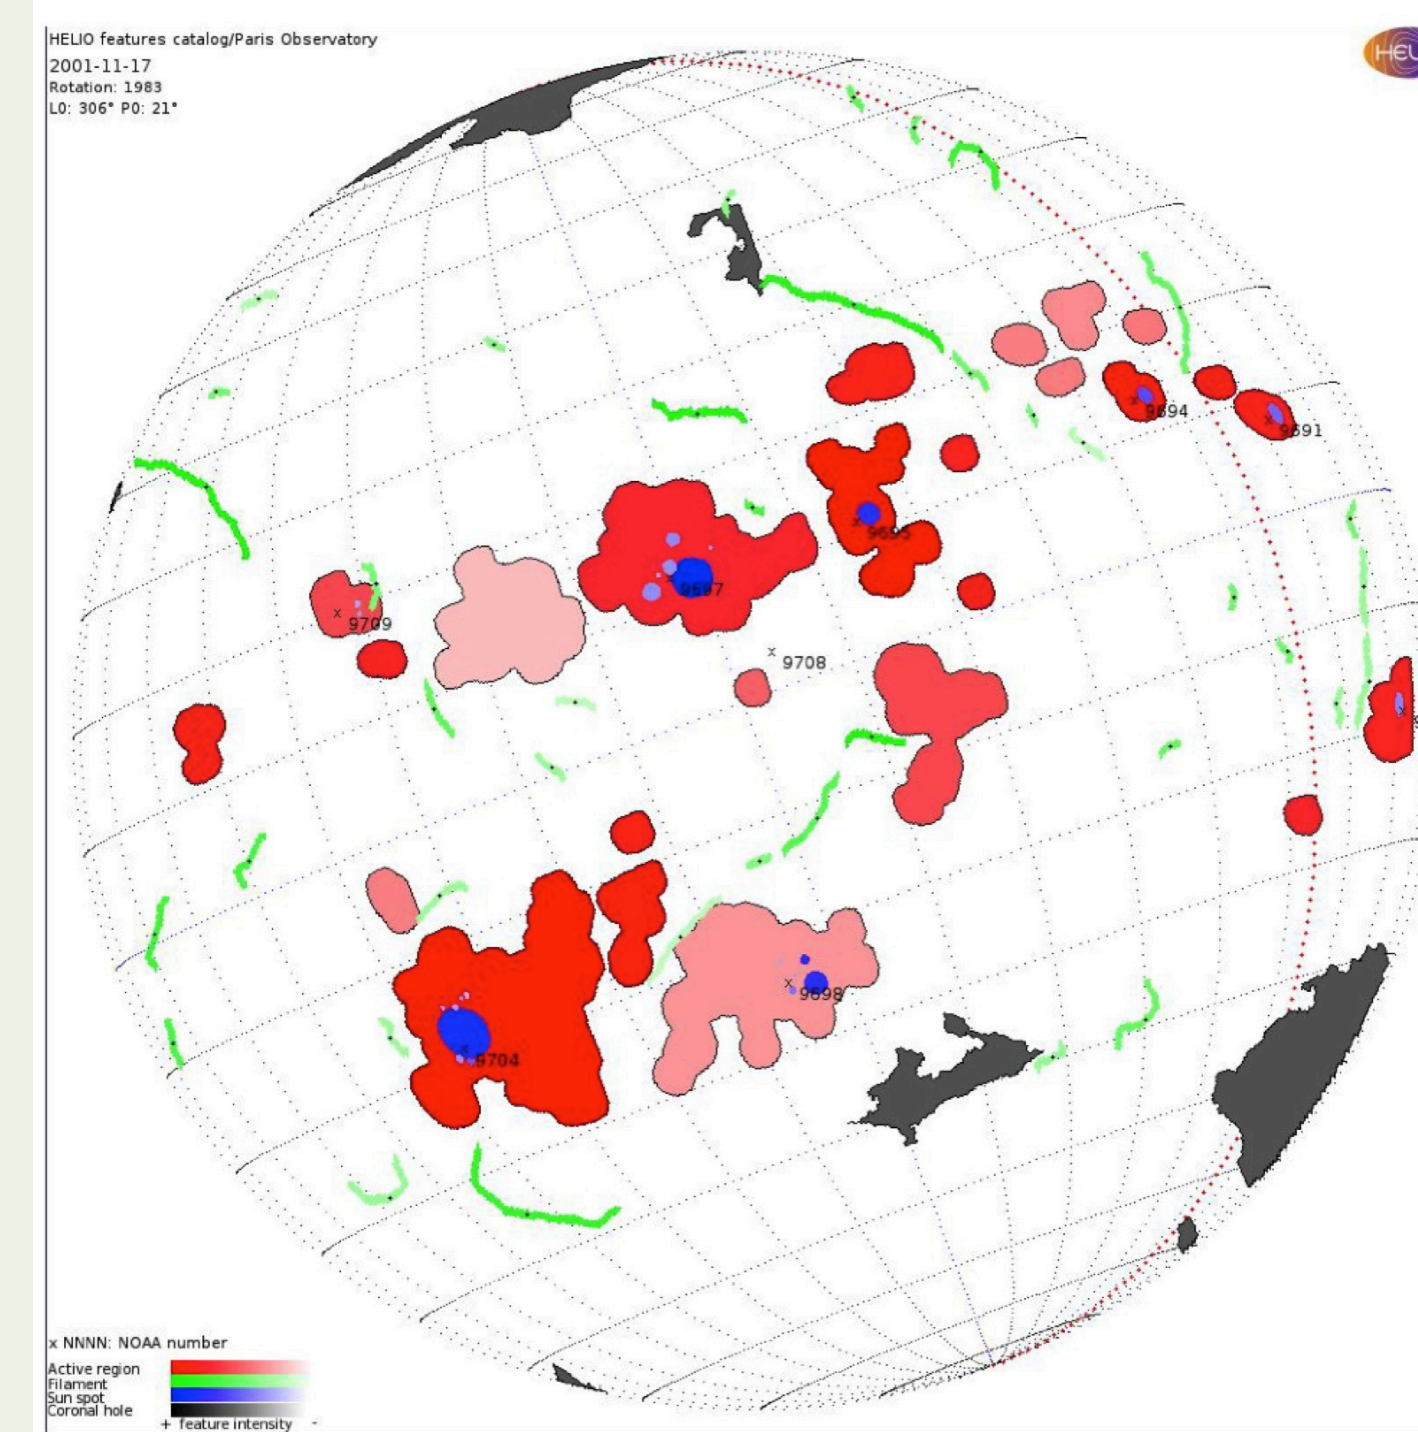 HELIO features catalog/Paris Observatory
2001-11-17
Rotation: 1983
L0: 306° P0: 21°
9694
9691
9695
9697
9709
9708
9698
9704
x NNNN: NOAA number
Active region
Filament
Sun spot
Coronal hole
+ feature intensity -